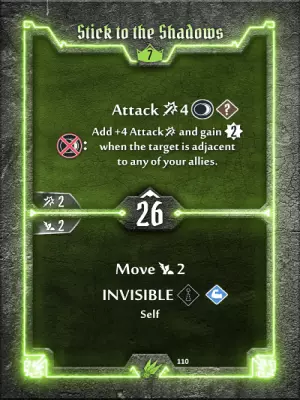 Stick to the Shadows
7
Attack 4 ?
Add +4 Attack and gain 2
: when the target is adjacent
to any of your allies.
2
26
2
Move 2
INVISIBLE
Self
110